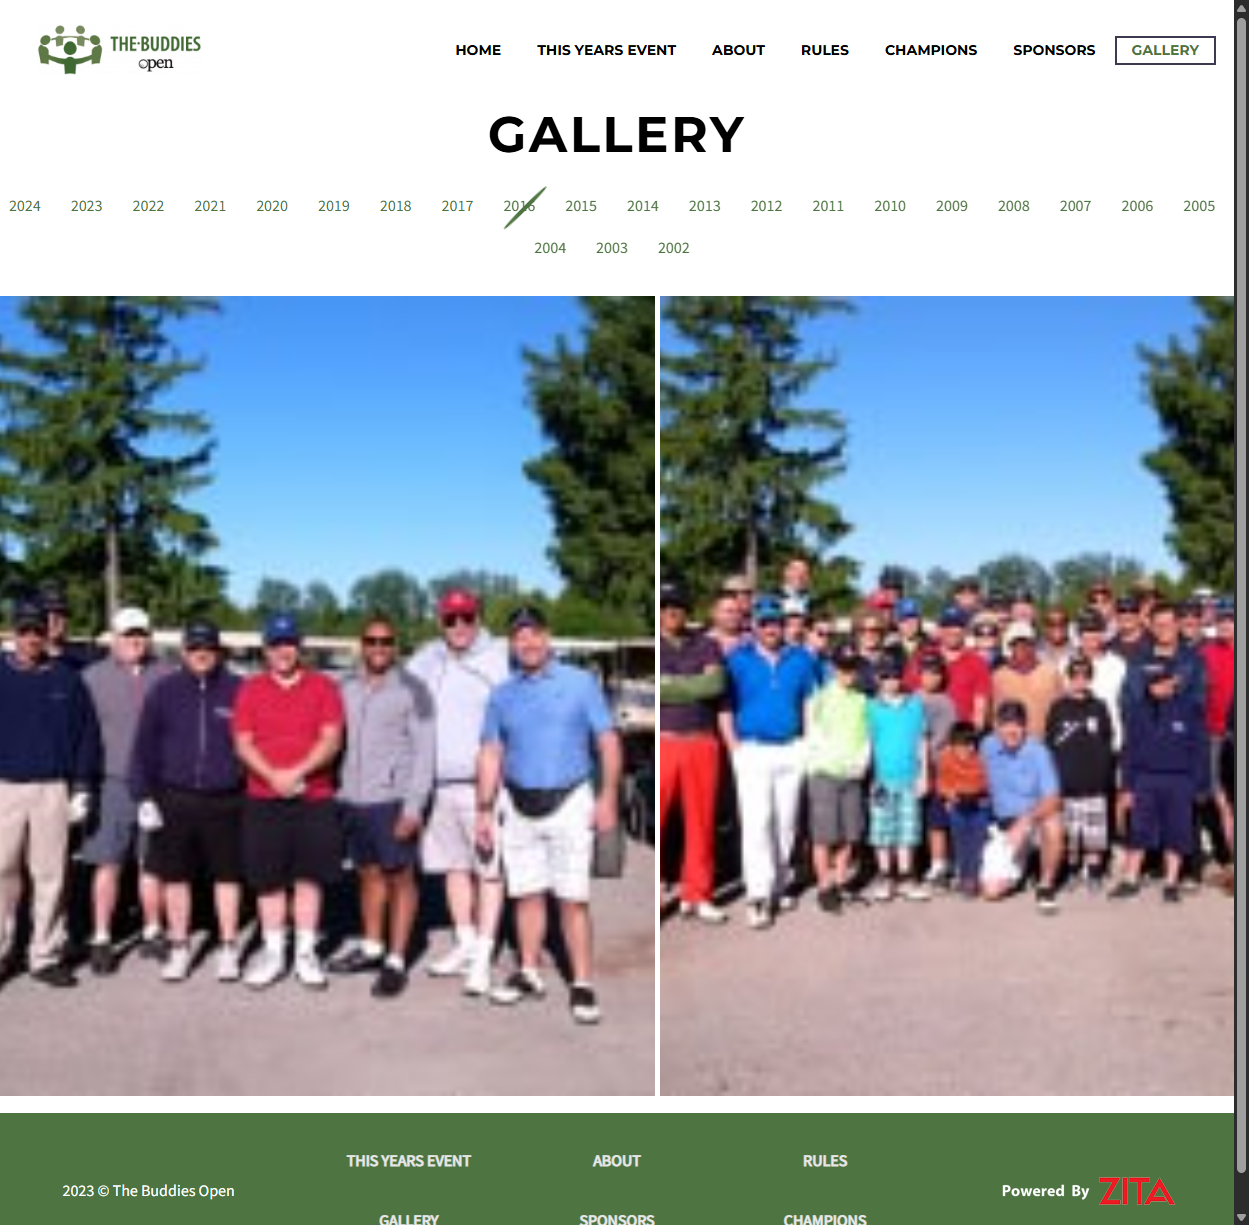 THE·BUDDIES
open
HOME THIS YEARS EVENT ABOUT RULES CHAMPIONS SPONSORS GALLERY
GALLERY
2024 2023 2022 2021 2020 2019 2018 2017 2016 2015 2014 2013 2012 2011 2010 2009 2008 2007 2006 2005
2004 2003 2002
THIS YEARS EVENT ABOUT RULES
2023 © The Buddies Open
Powered By ZITA
GALLERY SPONSORS CHAMPIONS